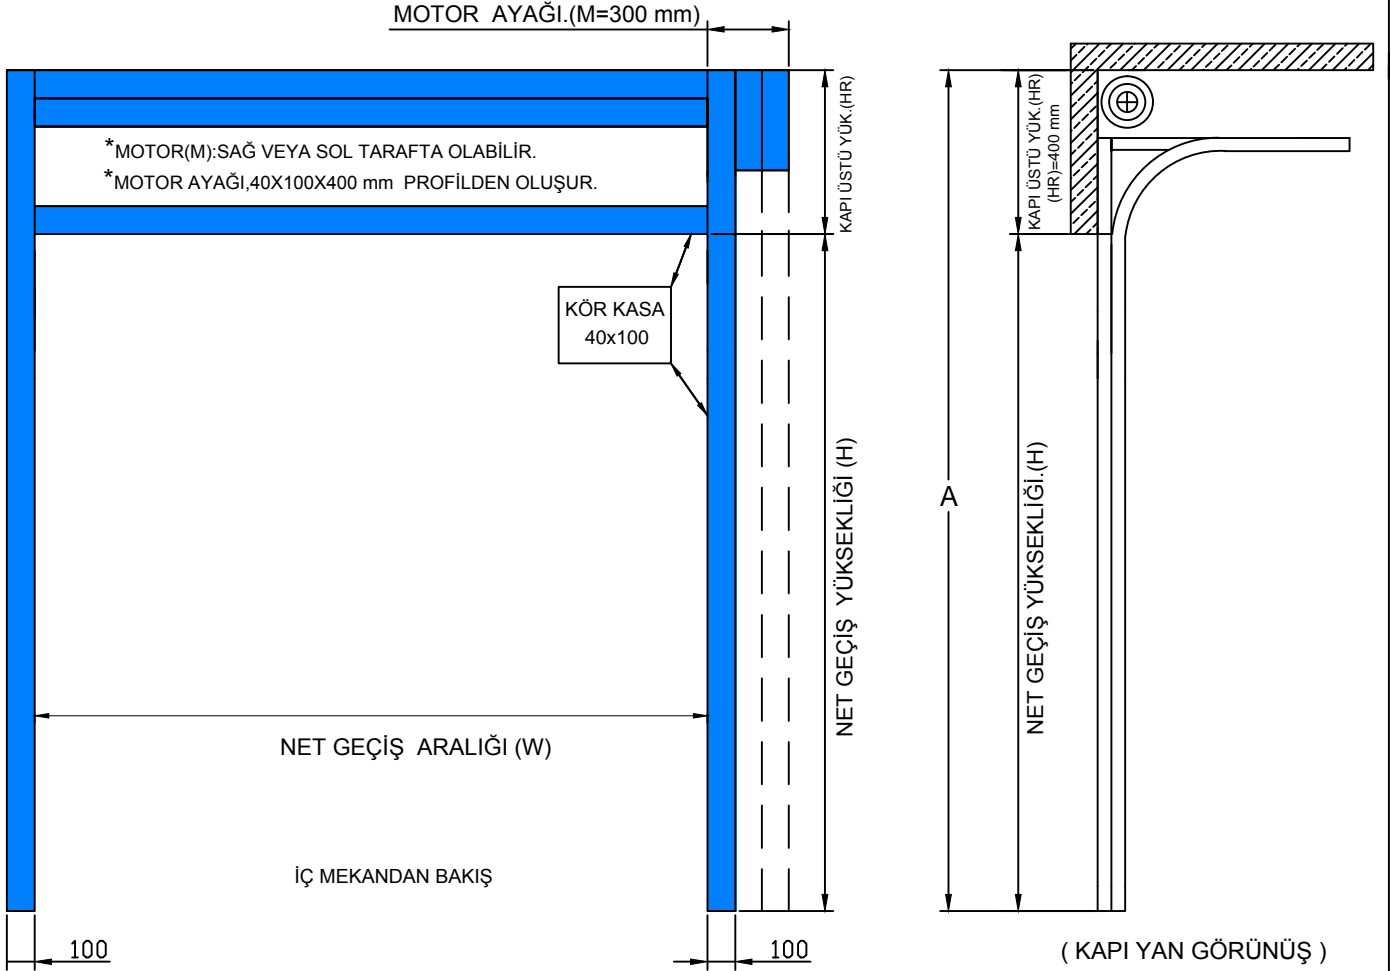 MOTOR AYAĞI.(M=300 mm)
*MOTOR(M):SAĞ VEYA SOL TARAFTA OLABİLİR.
*MOTOR AYAĞI,40X100X400 mm PROFİLDEN OLUŞUR.
KAPI ÜSTÜ YÜK.(HR)
KÖR KASA
40x100
NET GEÇİŞ YÜKSEKLİĞİ (H)
NET GEÇİŞ ARALIĞI (W)
İÇ MEKANDAN BAKIŞ
100
100
KAPI ÜSTÜ YÜK.(HR)
(HR)=400 mm
A
NET GEÇİŞ YÜKSEKLİĞİ.(H)
( KAPI YAN GÖRÜNÜŞ )